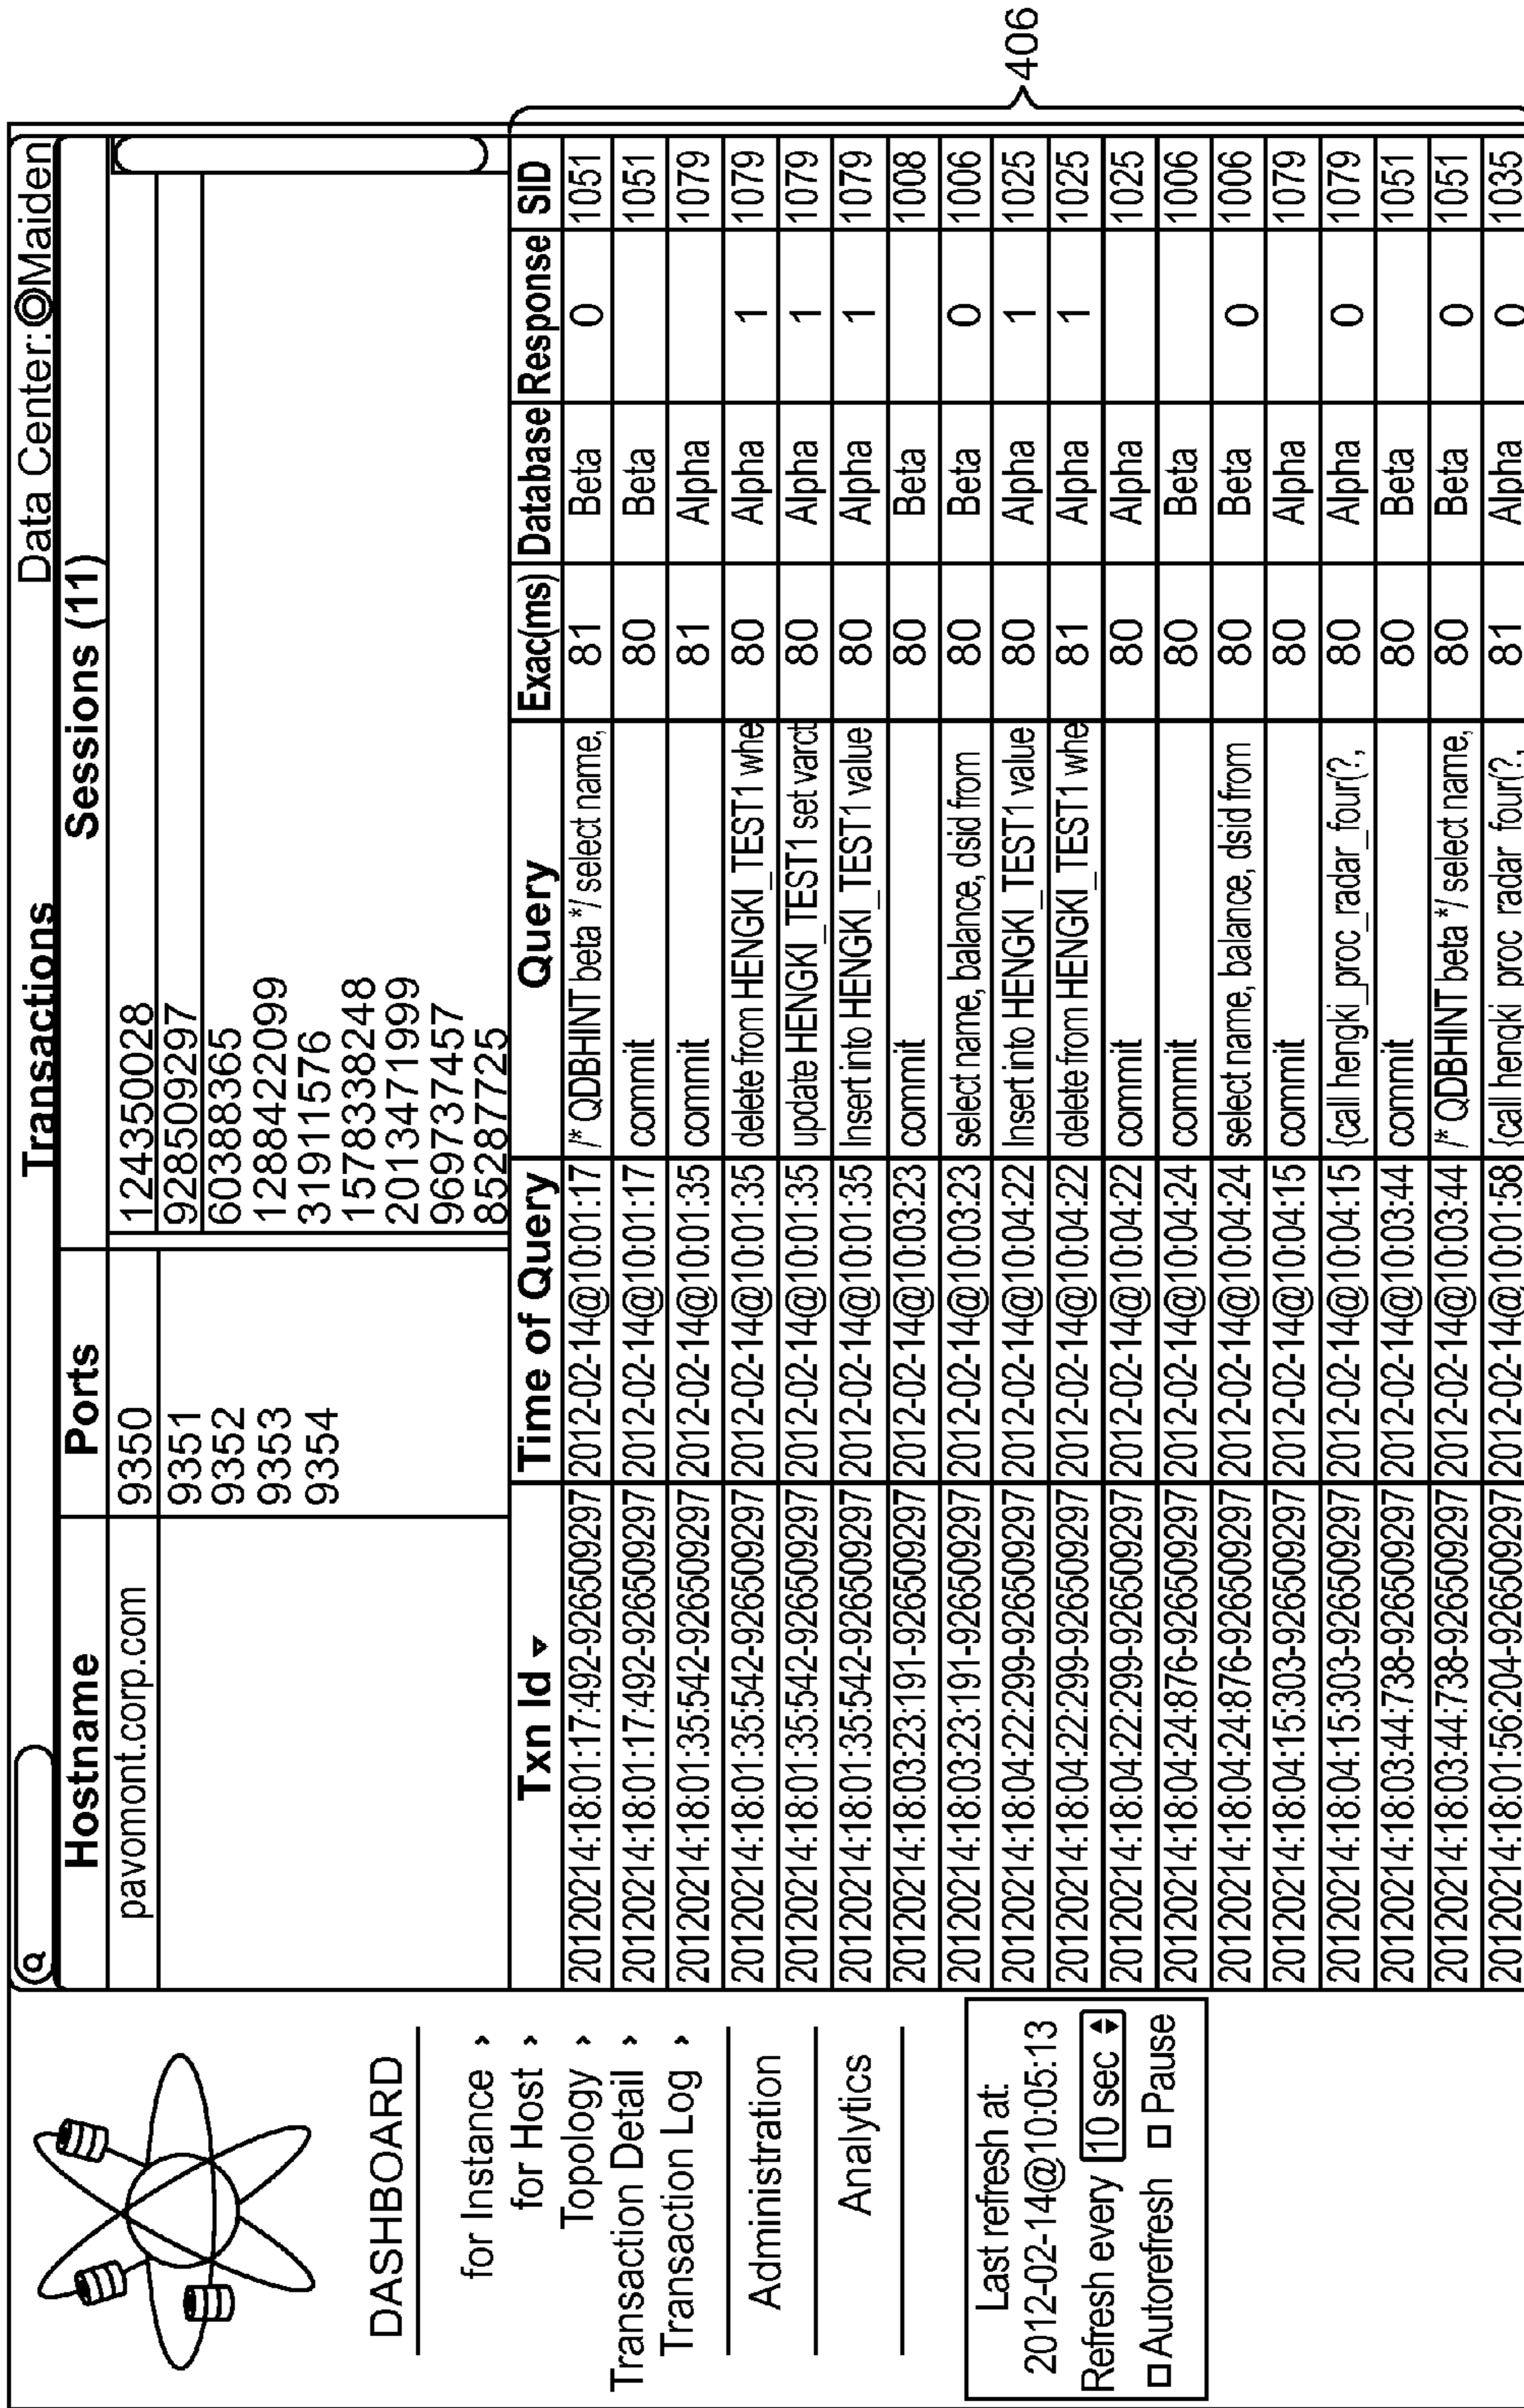 Transactions
Data Center: Maiden
Hostname Ports Sessions (11)
pavomont.corp.com 9350 1243500028
9351 9285092​97
9352 60388365
9353 1288422099
9354 319111576
1578338248
2013471999
969737457
85287725
Txn Id Time of Query Query Exac(ms) Database Response SID
20120214:18:01:17:492-926509297 2012-02-14@10:01:17 /* QDBHINT beta */ select name, 81 Beta 0 1051
20120214:18:01:17:492-926509297 2012-02-14@10:01:17 commit 80 Beta 1051
20120214:18:01:35:542-926509297 2012-02-14@10:01:35 commit 81 Alpha 1079
20120214:18:01:35:542-926509297 2012-02-14@10:01:35 delete from HENGKI_TEST1 whe 80 Alpha 1 1079
20120214:18:01:35:542-926509297 2012-02-14@10:01:35 update HENGKI_TEST1 set varct 80 Alpha 1 1079
20120214:18:01:35:542-926509297 2012-02-14@10:01:35 Insert into HENGKI_TEST1 value 80 Alpha 1 1079
20120214:18:03:23:191-926509297 2012-02-14@10:03:23 commit 80 Beta 1008
20120214:18:03:23:191-926509297 2012-02-14@10:03:23 select name, balance, dsid from 80 Beta 0 1006
20120214:18:04:22:299-926509297 2012-02-14@10:04:22 Insert into HENGKI_TEST1 value 80 Alpha 1 1025
20120214:18:04:22:299-926509297 2012-02-14@10:04:22 delete from HENGKI_TEST1 whe 81 Alpha 1 1025
20120214:18:04:22:299-926509297 2012-02-14@10:04:22 commit 80 Alpha 1025
20120214:18:04:24:876-926509297 2012-02-14@10:04:24 commit 80 Beta 1006
20120214:18:04:24:876-926509297 2012-02-14@10:04:24 select name, balance, dsid from 80 Beta 0 1006
20120214:18:04:15:303-926509297 2012-02-14@10:04:15 commit 80 Alpha 1079
20120214:18:04:15:303-926509297 2012-02-14@10:04:15 {call hengki_proc_radar_four(?, 80 Alpha 0 1079
20120214:18:03:44:738-926509297 2012-02-14@10:03:44 commit 80 Beta 1051
20120214:18:03:44:738-926509297 2012-02-14@10:03:44 /* QDBHINT beta */ select name, 80 Beta 0 1051
20120214:18:01:56:204-926509297 2012-02-14@10:01:58 {call hengki_proc_radar_four(?, 81 Alpha 0 1035
406
DASHBOARD
for Instance ›
for Host ›
Topology ›
Transaction Detail ›
Transaction Log ›
Administration
Analytics
Last refresh at:
2012-02-14@10:05:13
Refresh every 10 sec
Autorefresh Pause